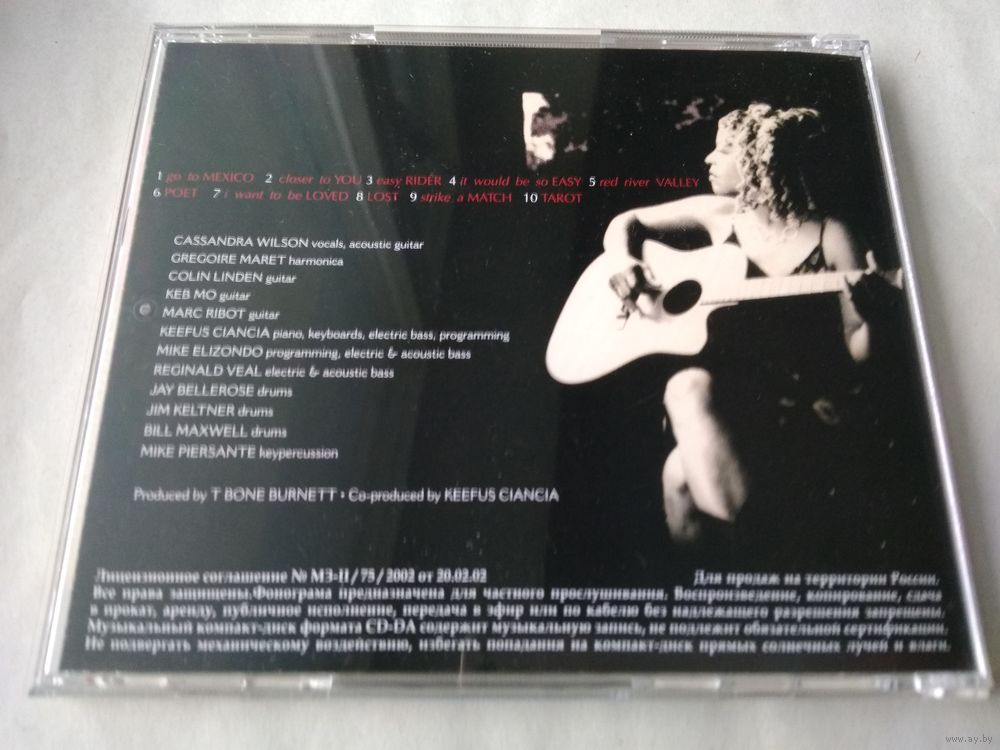 1 go to MEXICO 2 closer to YOU 3 easy RIDER 4 it would be so EASY 5 red river VALLEY
6 POET 7 i want to be LOVED 8 LOST 9 strike a MATCH 10 TAROT
CASSANDRA WILSON vocals, acoustic guitar
GREGOIRE MARET harmonica
COLIN LINDEN guitar
KEB MO guitar
MARC RIBOT guitar
KEEFUS CIANCIA piano, keyboards, electric bass, programming
MIKE ELIZONDO programming, electric & acoustic bass
REGINALD VEAL electric & acoustic bass
JAY BELLEROSE drums
JIM KELTNER drums
BILL MAXWELL drums
MIKE PIERSANTE keypercussion
Produced by T BONE BURNETT • Co-produced by KEEFUS CIANCIA
Лицензионное соглашение № МЗ-II/75/2002 от 20.02.02 Для продаж на территории России.
Все права защищены.Фонограма предназначена для частного прослушивания. Воспроизведение, копирование, сдача
в прокат, аренду, публичное исполнение, передача в эфир или по кабелю без надлежащего разрешения запрещены.
Музыкальный компакт-диск формата CD-DA содержит музыкальную запись, не подлежит обязательной сертификации.
Не подвергать механическому воздействию, избегать попадания на компакт-диск прямых солнечных лучей и влаги.
www.ay.by